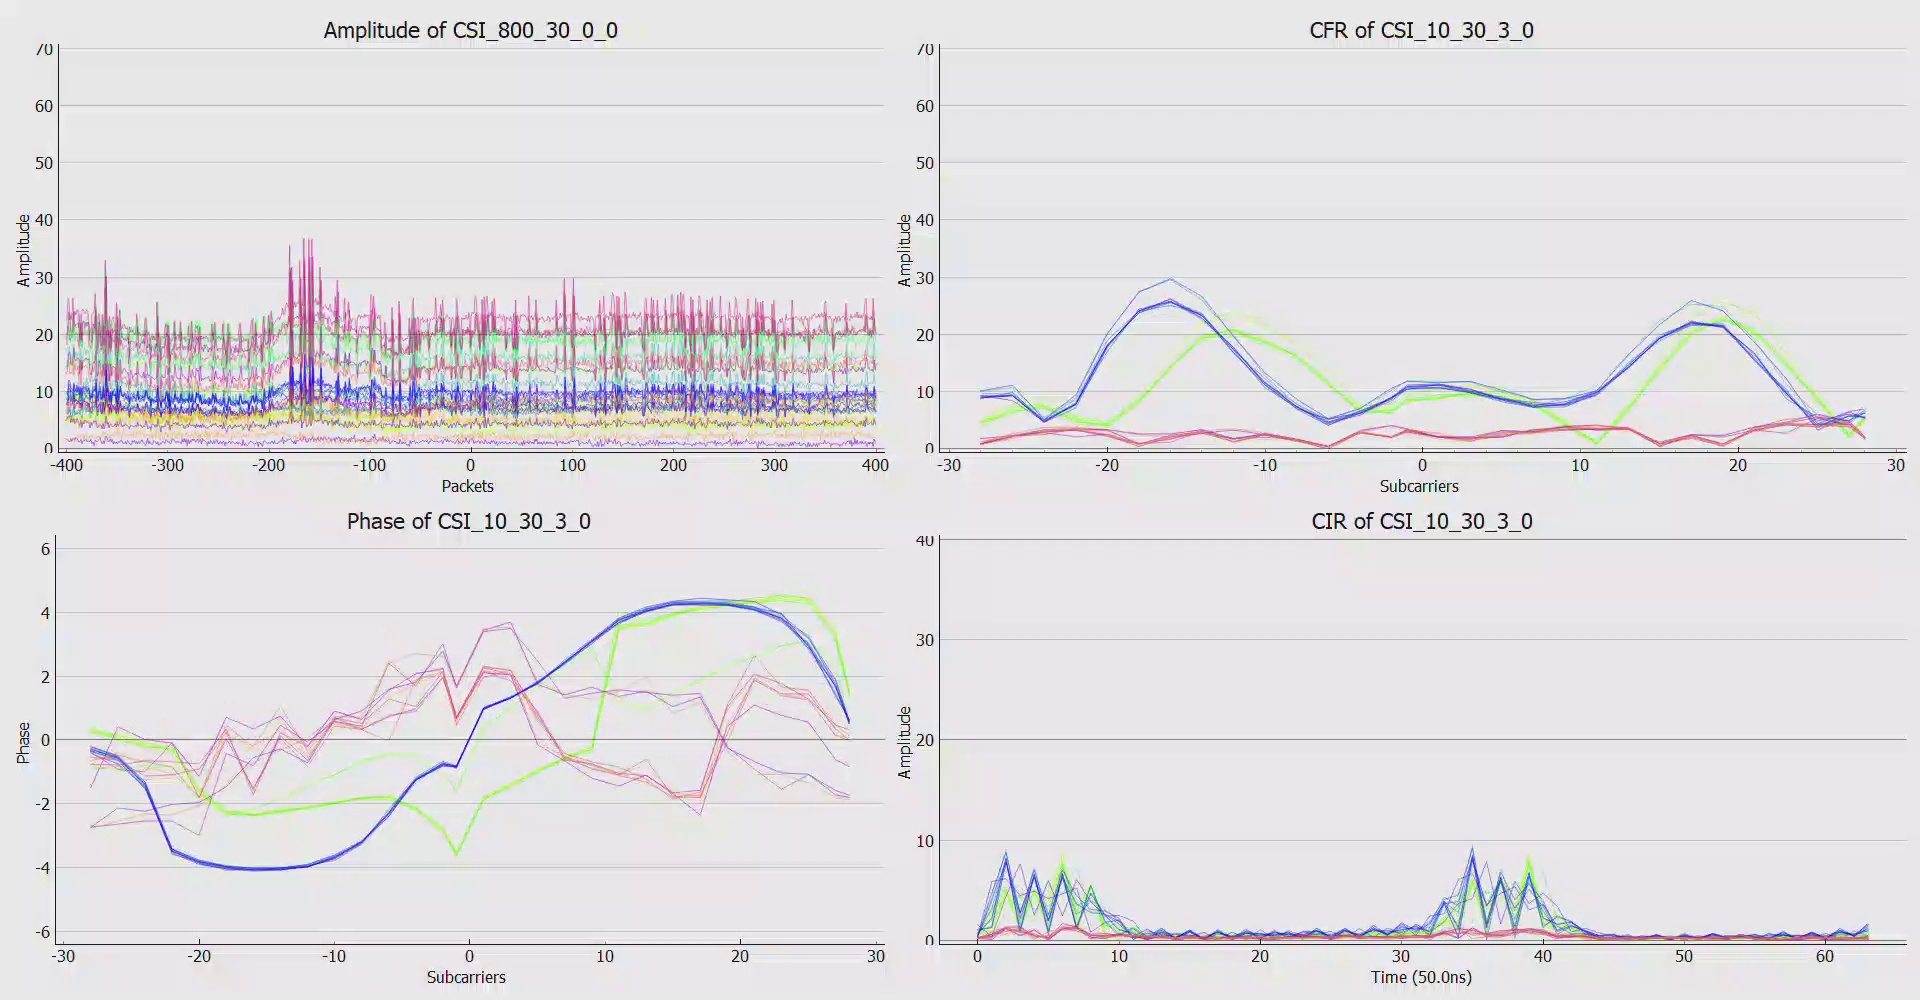 Amplitude of CSI_800_30_0_0
70
60
50
40
30
20
10
0
Amplitude
-400 -300 -200 -100 0 100 200 300 400
Packets
CFR of CSI_10_30_3_0
70
60
50
40
30
20
10
0
Amplitude
-30 -20 -10 0 10 20 30
Subcarriers
Phase of CSI_10_30_3_0
6
4
2
0
-2
-4
-6
Phase
-30 -20 -10 0 10 20 30
Subcarriers
CIR of CSI_10_30_3_0
40
30
20
10
0
Amplitude
0 10 20 30 40 50 60
Time (50.0ns)